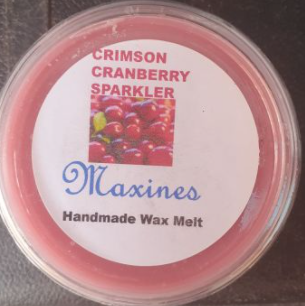 CRIMSON
CRANBERRY
SPARKLER
Maxines
Handmade Wax Melt